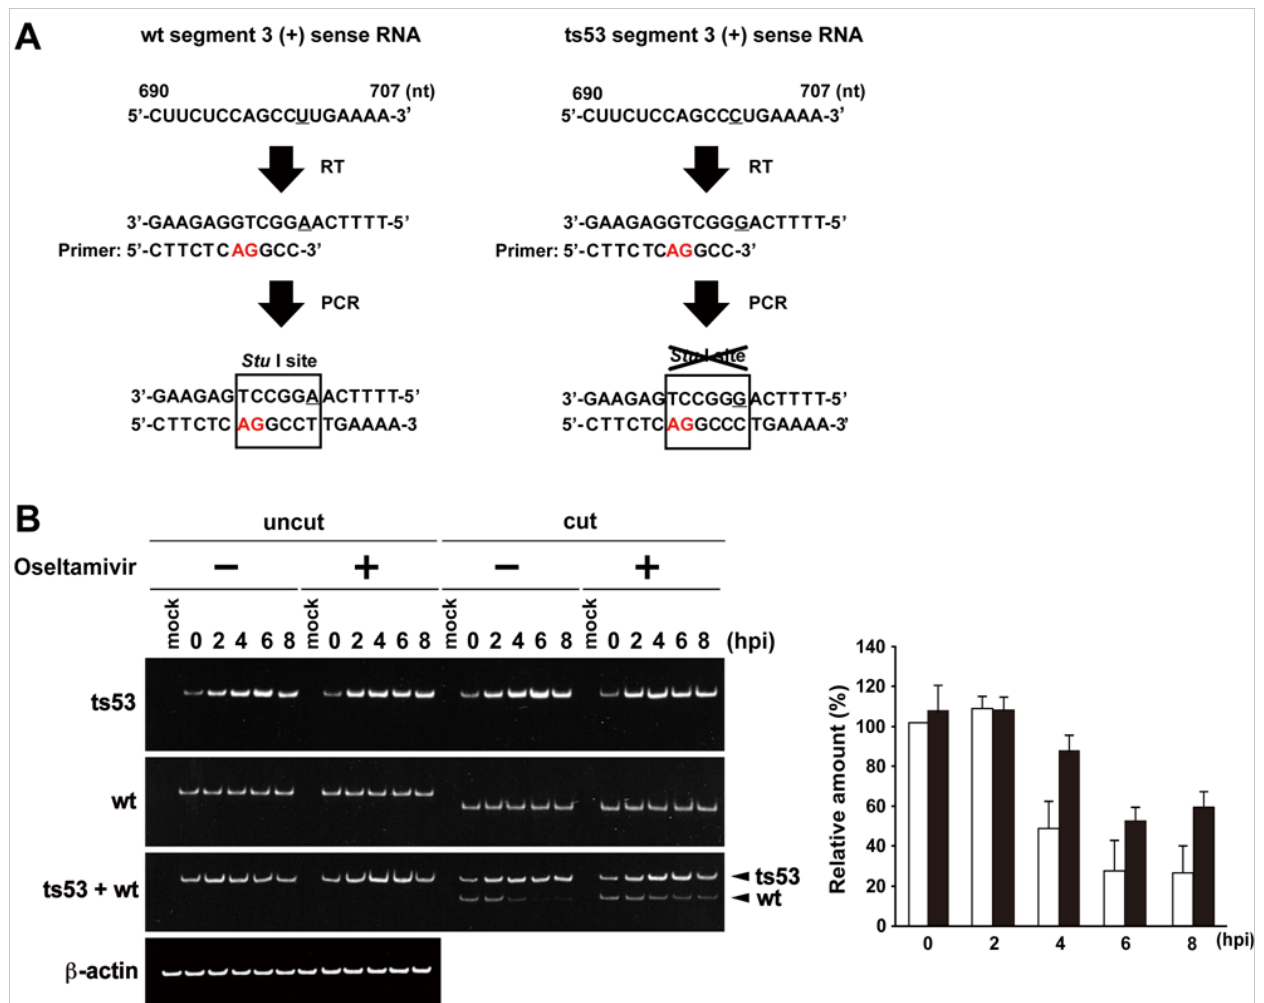 A
wt segment 3 (+) sense RNA
ts53 segment 3 (+) sense RNA
690 707 (nt)
5’-CUUCUCCAGCCUUGAAAA-3’
690 707 (nt)
5’-CUUCUCCAGCCCUGAAAA-3’
RT
RT
3’-GAAGAGGTCGGAACTTTT-5’
Primer: 5’-CTTCTCAGGCC-3’
3’-GAAGAGGTCGGGACTTTT-5’
Primer: 5’-CTTCTCAGGCC-3’
PCR
PCR
Stu I site
3’-GAAGAGTCCGGAACTTTT-5’
5’-CTTCTCAGGCCTTGAAAA-3
Stu I site
3’-GAAGAGTCCGGGACTTTT-5’
5’-CTTCTCAGGCCCTGAAAA-3’
B
uncut cut
Oseltamivir − + − +
mock 0 2 4 6 8 mock 0 2 4 6 8 mock 0 2 4 6 8 mock 0 2 4 6 8 (hpi)
ts53
wt
ts53 + wt
ts53
wt
β-actin
Relative amount (%)
140
120
100
80
60
40
20
0
0 2 4 6 8 (hpi)